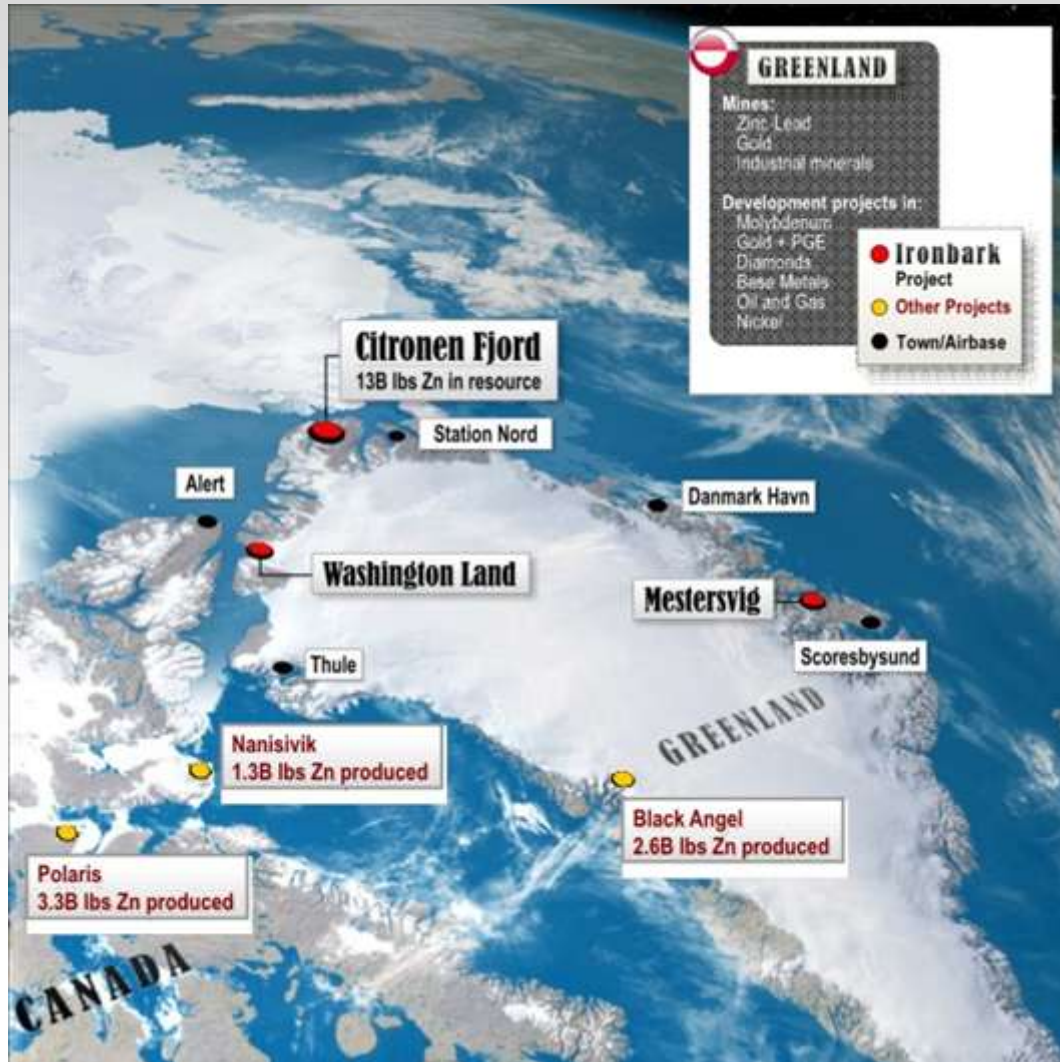 GREENLAND
Mines:
Zinc-Lead
Gold
Industrial minerals
Development projects in:
Molybdenum
Gold + PGE
Diamonds
Base Metals
Oil and Gas
Nickel
Ironbark
Project
Other Projects
Town/Airbase
Citronen Fjord
13B lbs Zn in resource
Station Nord
Alert
Danmark Havn
Washington Land
Mestersvig
Scoresbysund
Thule
GREENLAND
Nanisivik
1.3B lbs Zn produced
Black Angel
2.6B lbs Zn produced
Polaris
3.3B lbs Zn produced
CANADA